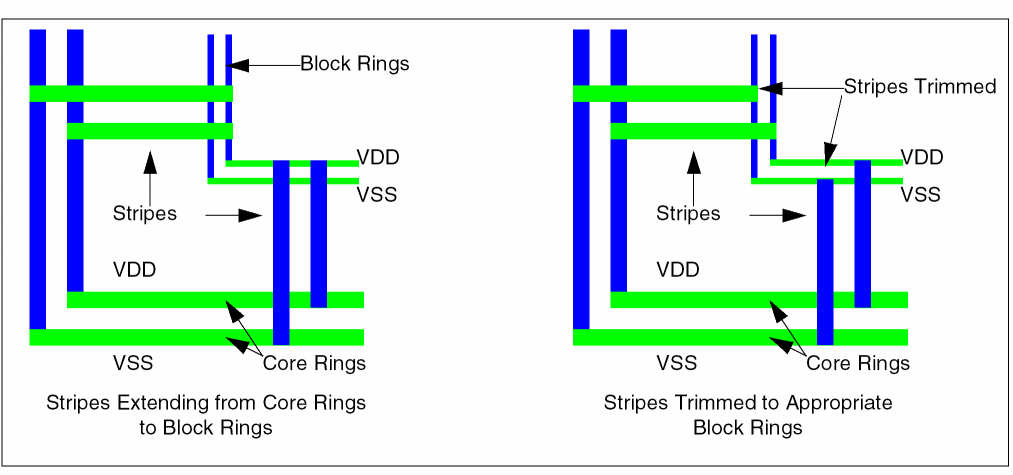 Block Rings
VDD
VSS
Stripes
VDD
Core Rings
VSS
Stripes Extending from Core Rings
to Block Rings
Stripes Trimmed
VDD
VSS
Stripes
VDD
Core Rings
VSS
Stripes Trimmed to Appropriate
Block Rings